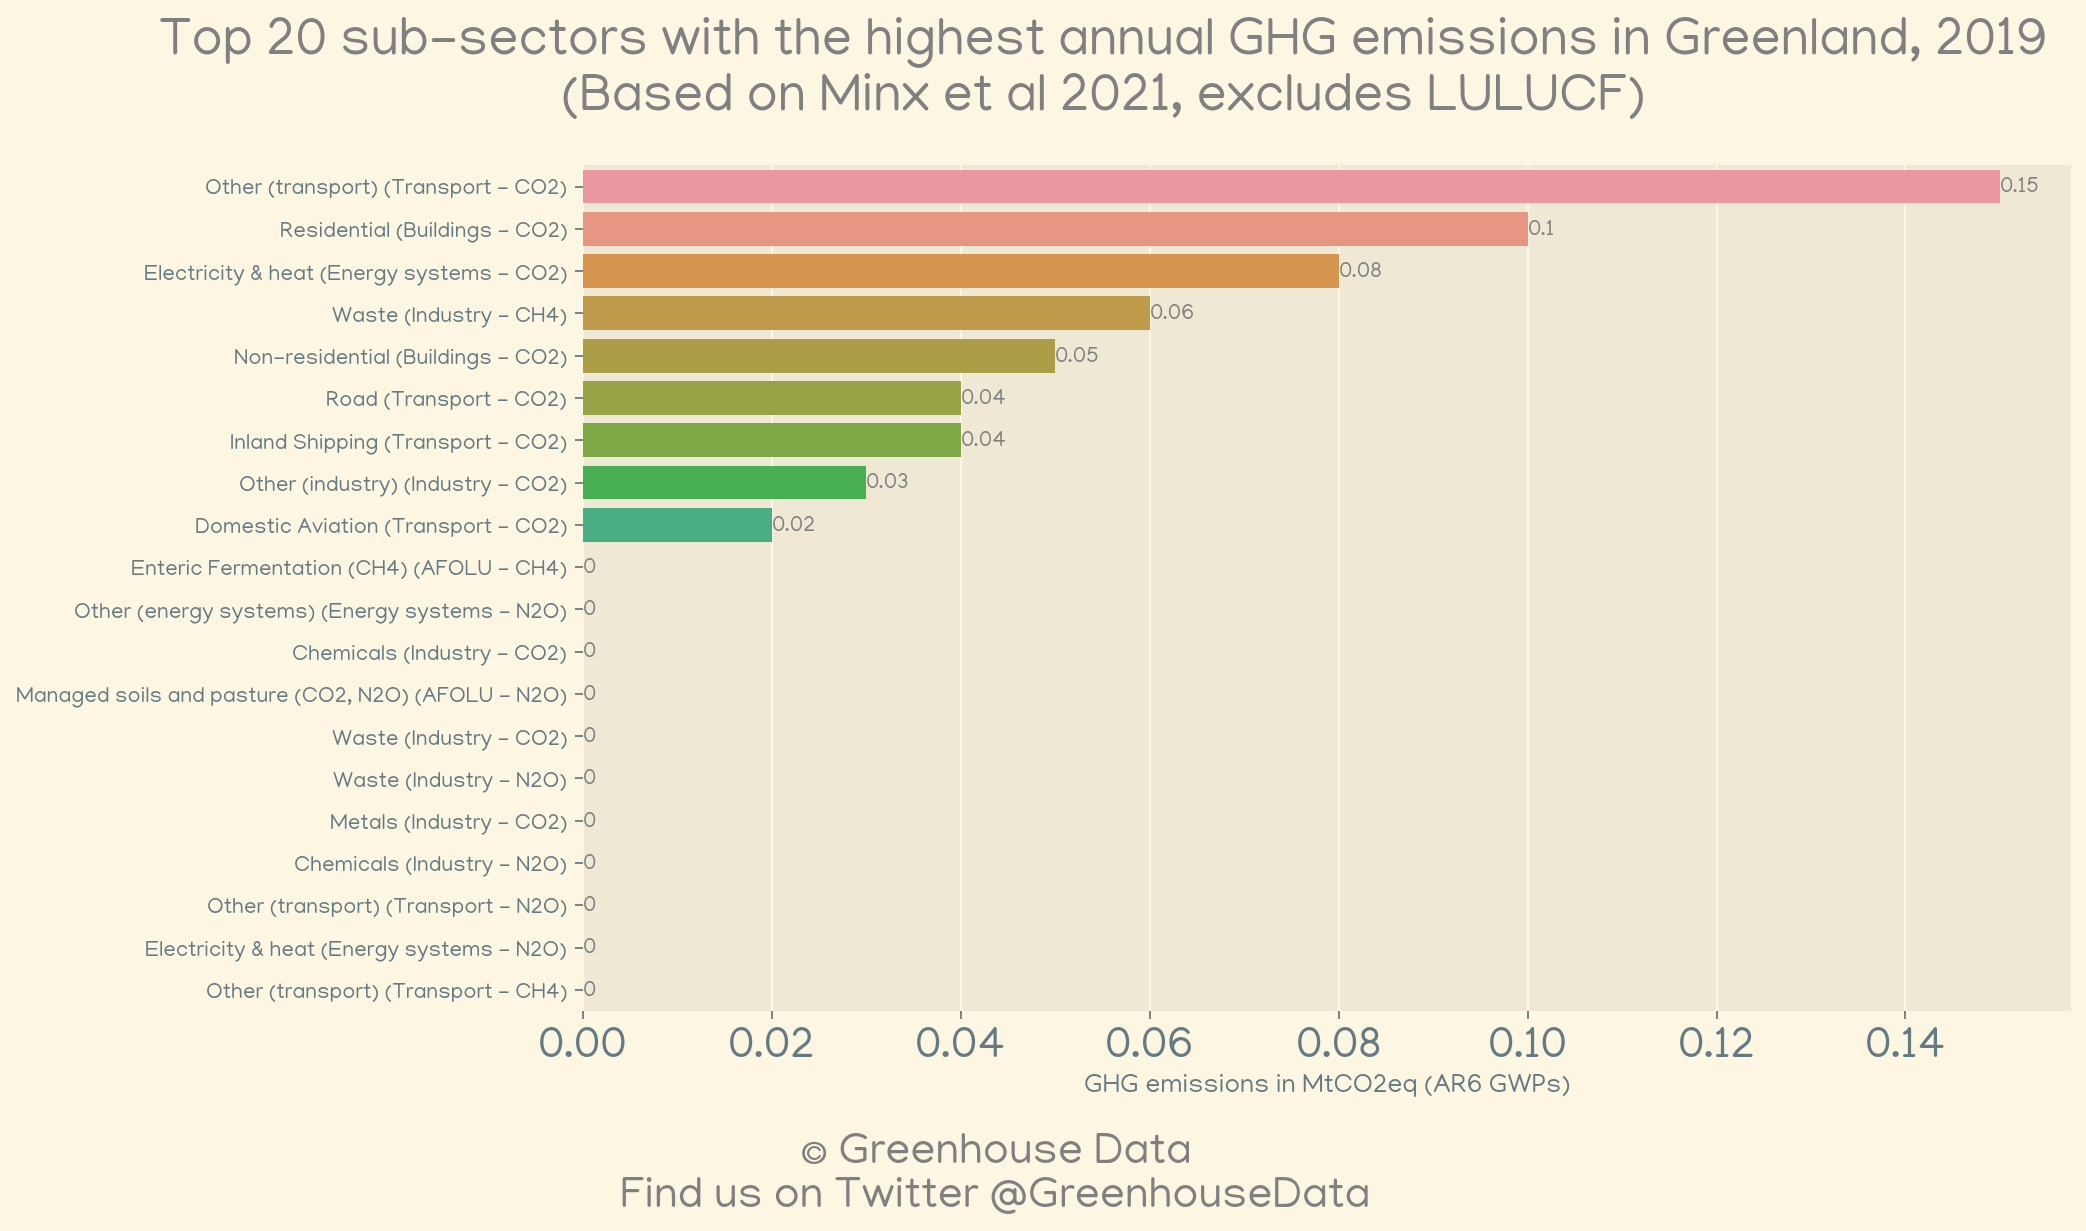 Top 20 sub-sectors with the highest annual GHG emissions in Greenland, 2019
(Based on Minx et al 2021, excludes LULUCF)
Other (transport) (Transport - CO2) 0.15
Residential (Buildings - CO2) 0.1
Electricity & heat (Energy systems - CO2) 0.08
Waste (Industry - CH4) 0.06
Non-residential (Buildings - CO2) 0.05
Road (Transport - CO2) 0.04
Inland Shipping (Transport - CO2) 0.04
Other (industry) (Industry - CO2) 0.03
Domestic Aviation (Transport - CO2) 0.02
Enteric Fermentation (CH4) (AFOLU - CH4) 0
Other (energy systems) (Energy systems - N2O) 0
Chemicals (Industry - CO2) 0
Managed soils and pasture (CO2, N2O) (AFOLU - N2O) 0
Waste (Industry - CO2) 0
Waste (Industry - N2O) 0
Metals (Industry - CO2) 0
Chemicals (Industry - N2O) 0
Other (transport) (Transport - N2O) 0
Electricity & heat (Energy systems - N2O) 0
Other (transport) (Transport - CH4) 0
0.00 0.02 0.04 0.06 0.08 0.10 0.12 0.14
GHG emissions in MtCO2eq (AR6 GWPs)
© Greenhouse Data
Find us on Twitter @GreenhouseData